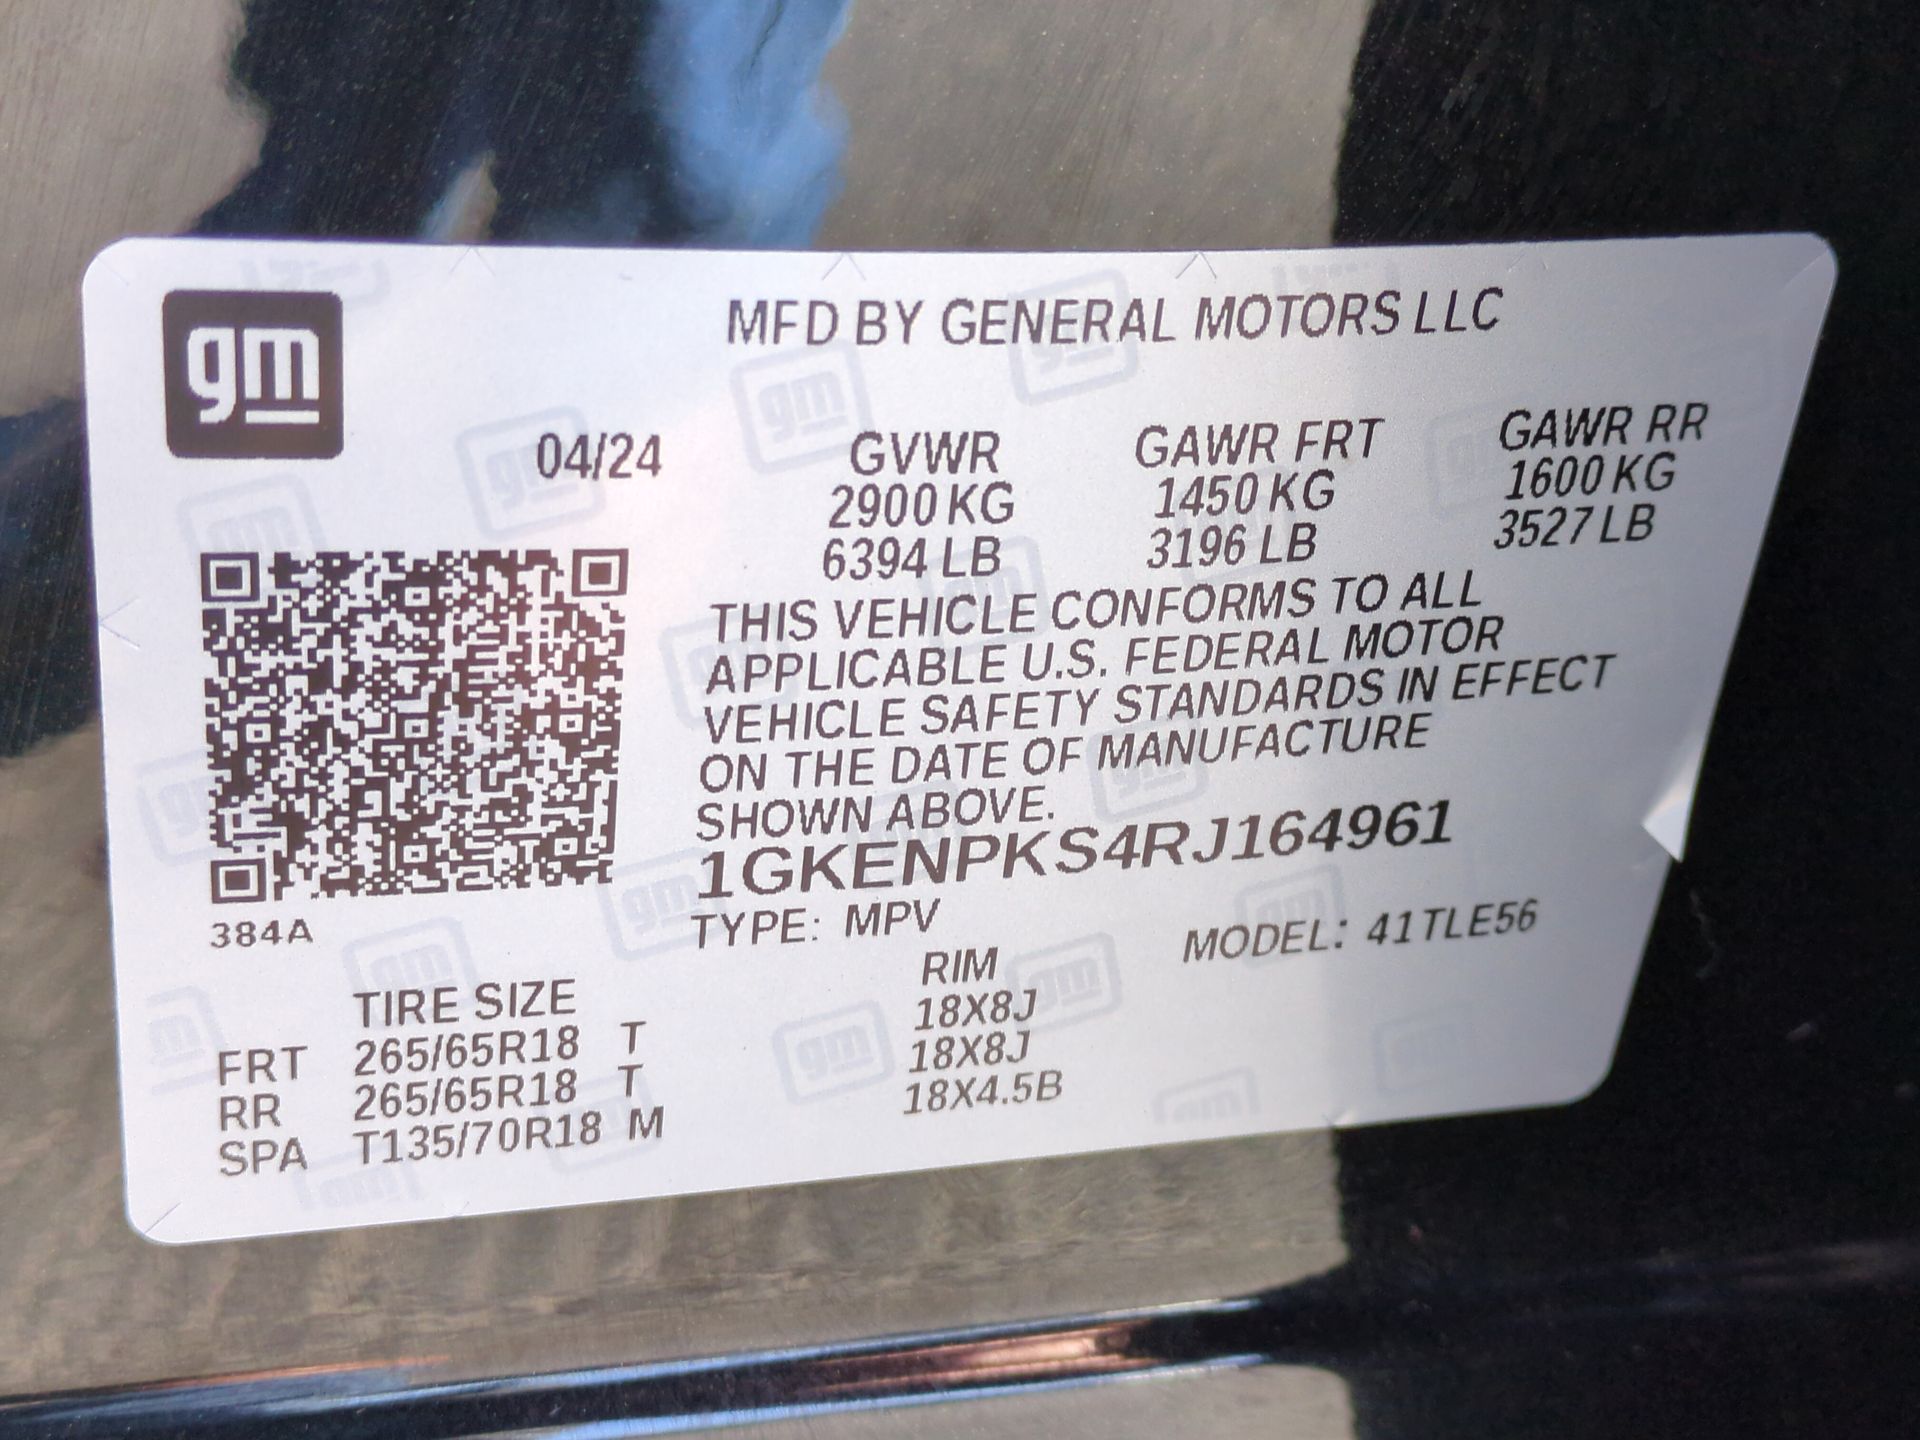 gm
MFD BY GENERAL MOTORS LLC
04/24 GVWR GAWR FRT GAWR RR
2900 KG 1450 KG 1600 KG
6394 LB 3196 LB 3527 LB
THIS VEHICLE CONFORMS TO ALL
APPLICABLE U.S. FEDERAL MOTOR
VEHICLE SAFETY STANDARDS IN EFFECT
ON THE DATE OF MANUFACTURE
SHOWN ABOVE.
1GKENPKS4RJ164961
384A
TYPE: MPV MODEL: 41TLE56
TIRE SIZE RIM
FRT 265/65R18 T 18X8J
RR 265/65R18 T 18X8J
SPA T135/70R18 M 18X4.5B